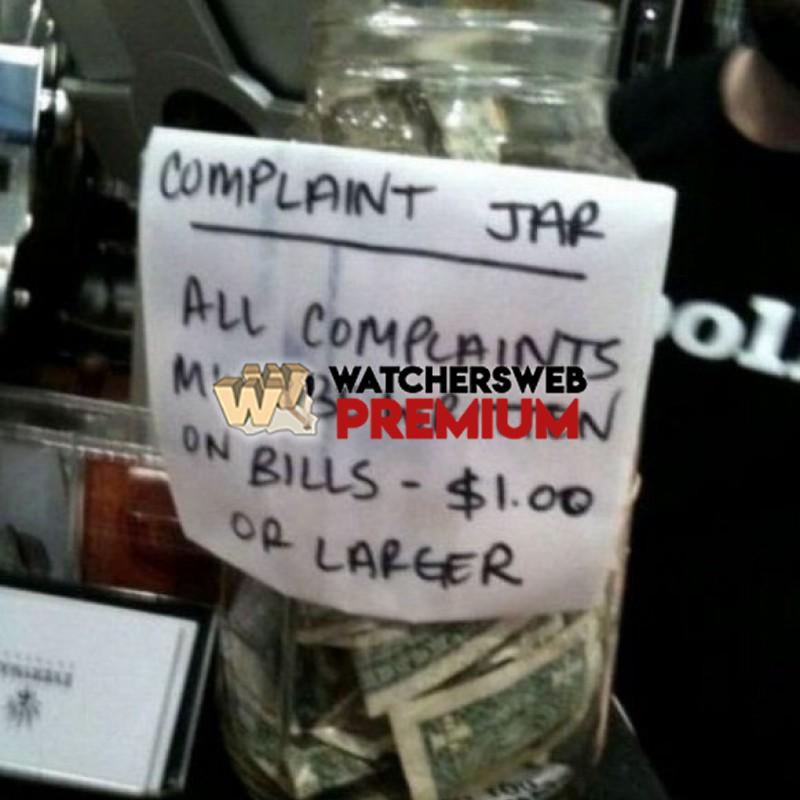 COMPLAINT JAR
ALL COMPLAINTS
WATCHERSWEB
PREMIUM
ON BILLS - $1.00
OR LARGER